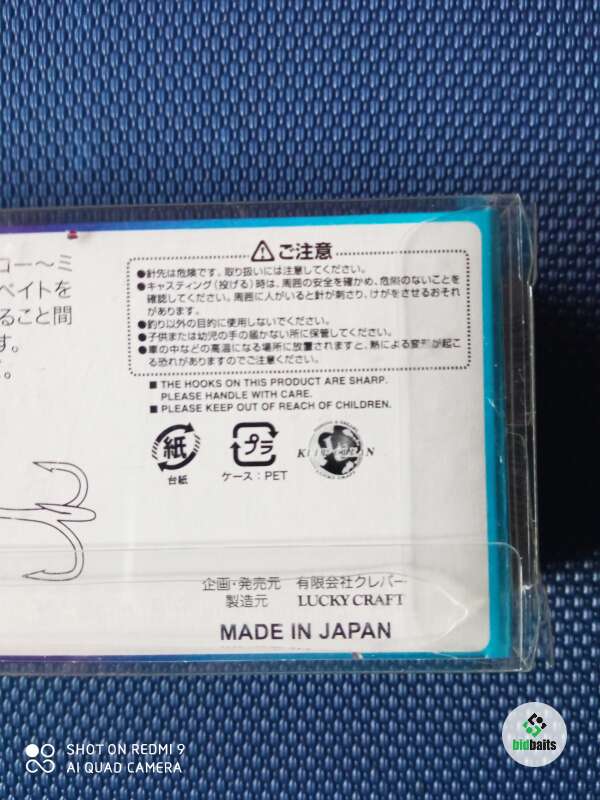 ご注意
●針先は危険です。取り扱いには注意してください。
●キャスティング(投げる)時は、周囲の安全を確かめ、危険のないことを
確認してください。周囲に人がいると針が刺さり、けがをさせるおそれ
があります。
●釣り以外の目的に使用しないでください。
●子供または幼児の手の届かない所に保管してください。
●車の中などの高温になる場所に放置されますと、熱による変形が起こ
る恐れがありますのでご注意ください。
■ THE HOOKS ON THIS PRODUCT ARE SHARP.
PLEASE HANDLE WITH CARE.
■ PLEASE KEEP OUT OF REACH OF CHILDREN.
コー〜ミ
ベイトを
ること間
す。
。
紙
プラ
台紙
ケース:PET
企画・発売元 有限会社クレバー
製造元 LUCKY CRAFT
MADE IN JAPAN
SHOT ON REDMI 9
AI QUAD CAMERA
bidbaits